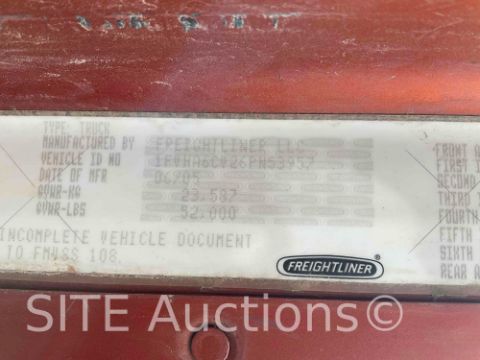 TYPE: TRUCK
MANUFACTURED BY FREIGHTLINER LLC
VEHICLE ID NO
DATE OF MFR 06/05
GVWR-KG 23,587
GVWR-LBS 52,000
INCOMPLETE VEHICLE DOCUMENT
TO FMVSS 108.
FREIGHTLINER
FRONT A
FIRST I
SECOND
THIRD I
FOURTH
FIFTH
SIXTH
REAR A
SITE Auctions.com